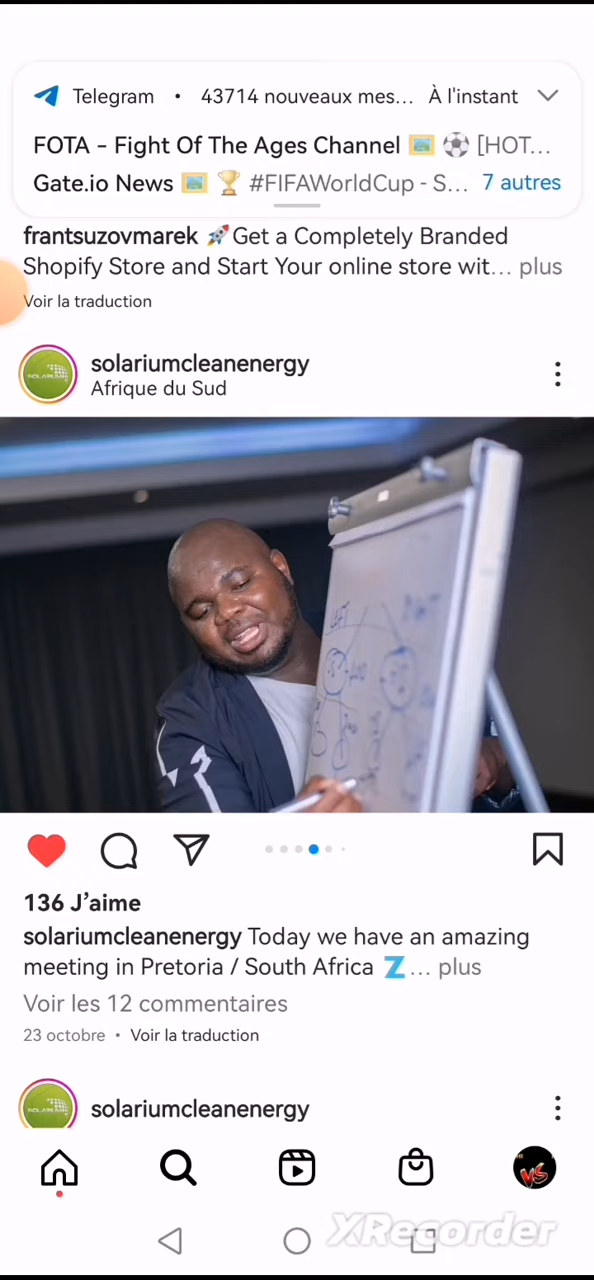 Telegram • 43714 nouveaux mes... À l'instant
FOTA - Fight Of The Ages Channel 🖼️ ⚽ [HOT...
Gate.io News 🖼️ 🏆 #FIFAWorldCup - S... 7 autres
frantsuzovmarek 🚀Get a Completely Branded
Shopify Store and Start Your online store wit... plus
Voir la traduction
solariumcleanenergy
Afrique du Sud
LEFT
136 J’aime
solariumcleanenergy Today we have an amazing
meeting in Pretoria / South Africa 🇿... plus
Voir les 12 commentaires
23 octobre • Voir la traduction
solariumcleanenergy
VS
XRecorder